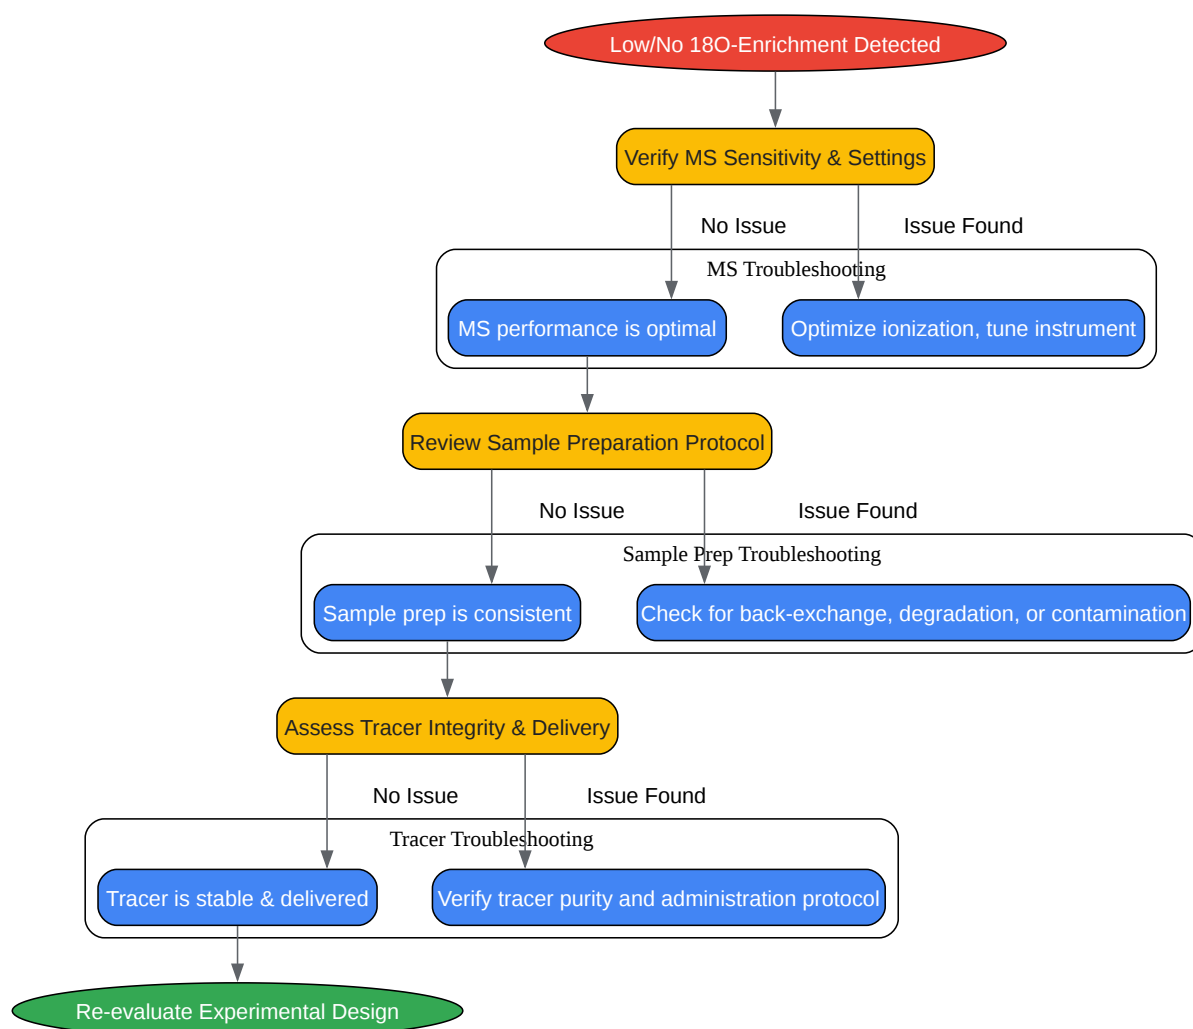 Low/No 18O-Enrichment Detected
Verify MS Sensitivity & Settings
No Issue
Issue Found
MS Troubleshooting
MS performance is optimal
Optimize ionization, tune instrument
Review Sample Preparation Protocol
No Issue
Issue Found
Sample Prep Troubleshooting
Sample prep is consistent
Check for back-exchange, degradation, or contamination
Assess Tracer Integrity & Delivery
No Issue
Issue Found
Tracer Troubleshooting
Tracer is stable & delivered
Verify tracer purity and administration protocol
Re-evaluate Experimental Design